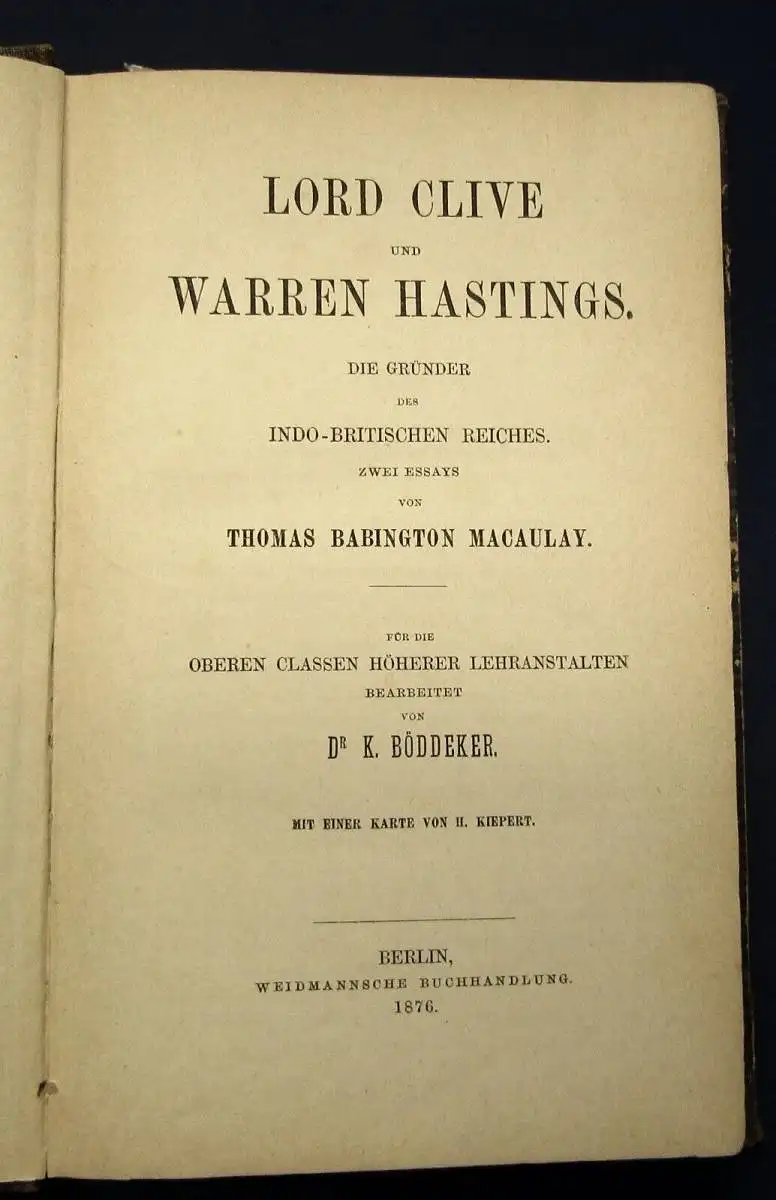 LORD CLIVE
UND
WARREN HASTINGS.
DIE GRÜNDER
DES
INDO-BRITISCHEN REICHES.
ZWEI ESSAYS
VON
THOMAS BABINGTON MACAULAY.
FÜR DIE
OBEREN CLASSEN HÖHERER LEHRANSTALTEN
BEARBEITET
VON
DR K. BÖDDEKER.
MIT EINER KARTE VON H. KIEPERT.
BERLIN,
WEIDMANNSCHE BUCHHANDLUNG.
1876.